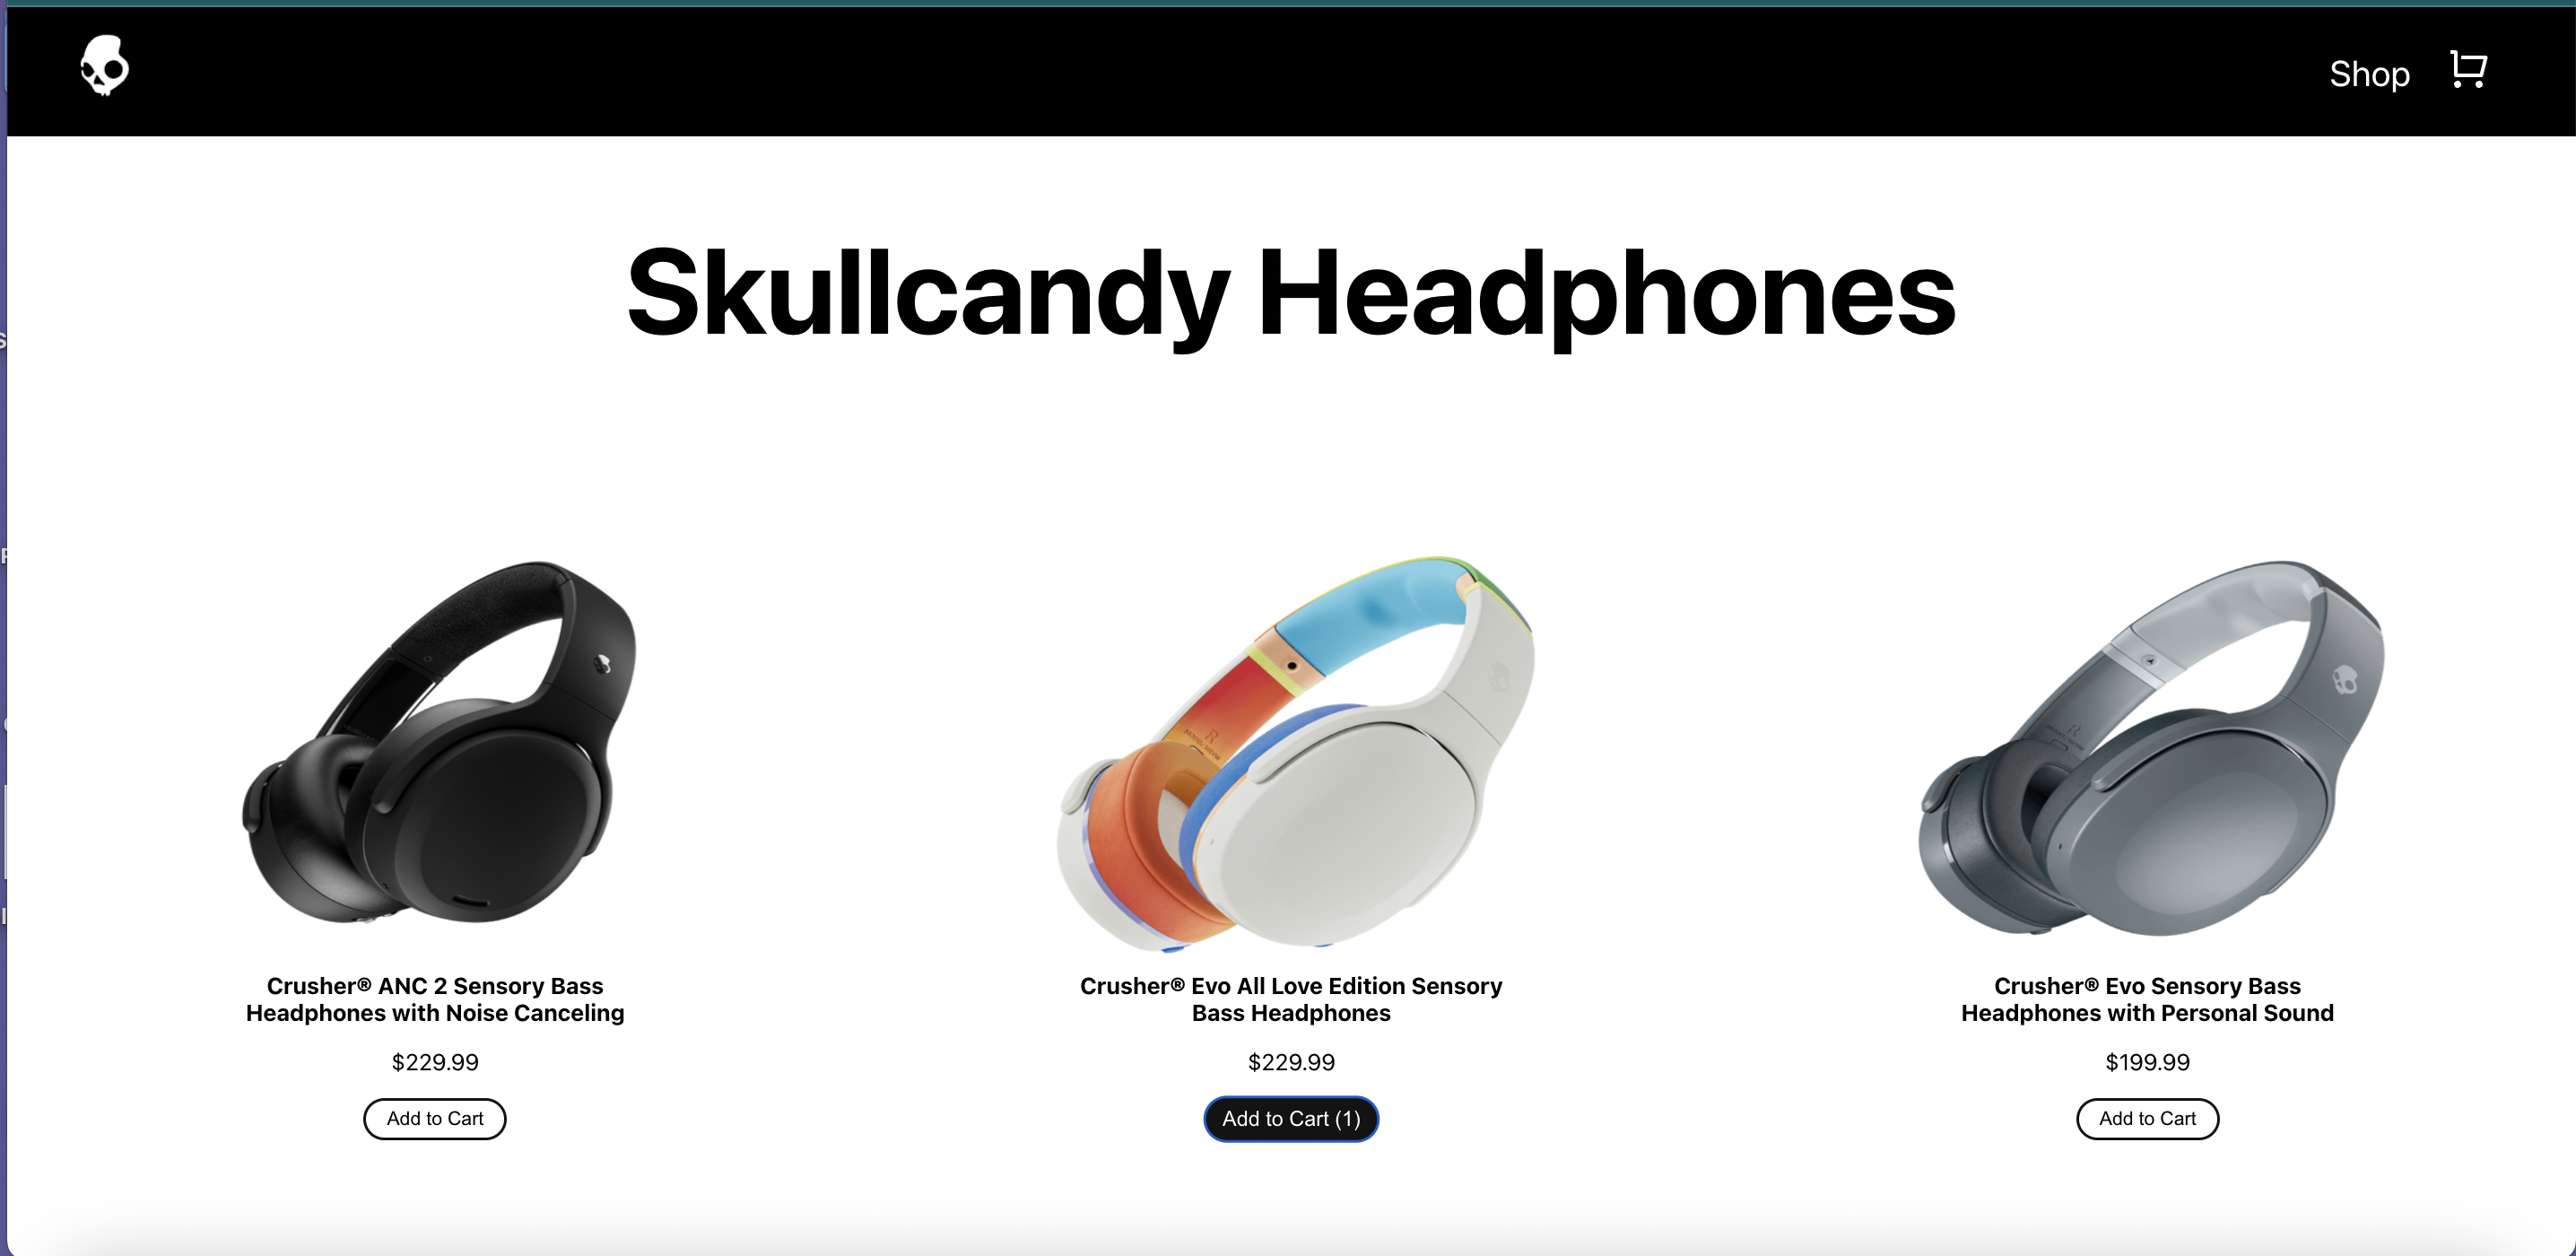 Shop
Skullcandy Headphones
Crusher® ANC 2 Sensory Bass
Headphones with Noise Canceling
$229.99
Add to Cart
Crusher® Evo All Love Edition Sensory
Bass Headphones
$229.99
Add to Cart (1)
Crusher® Evo Sensory Bass
Headphones with Personal Sound
$199.99
Add to Cart